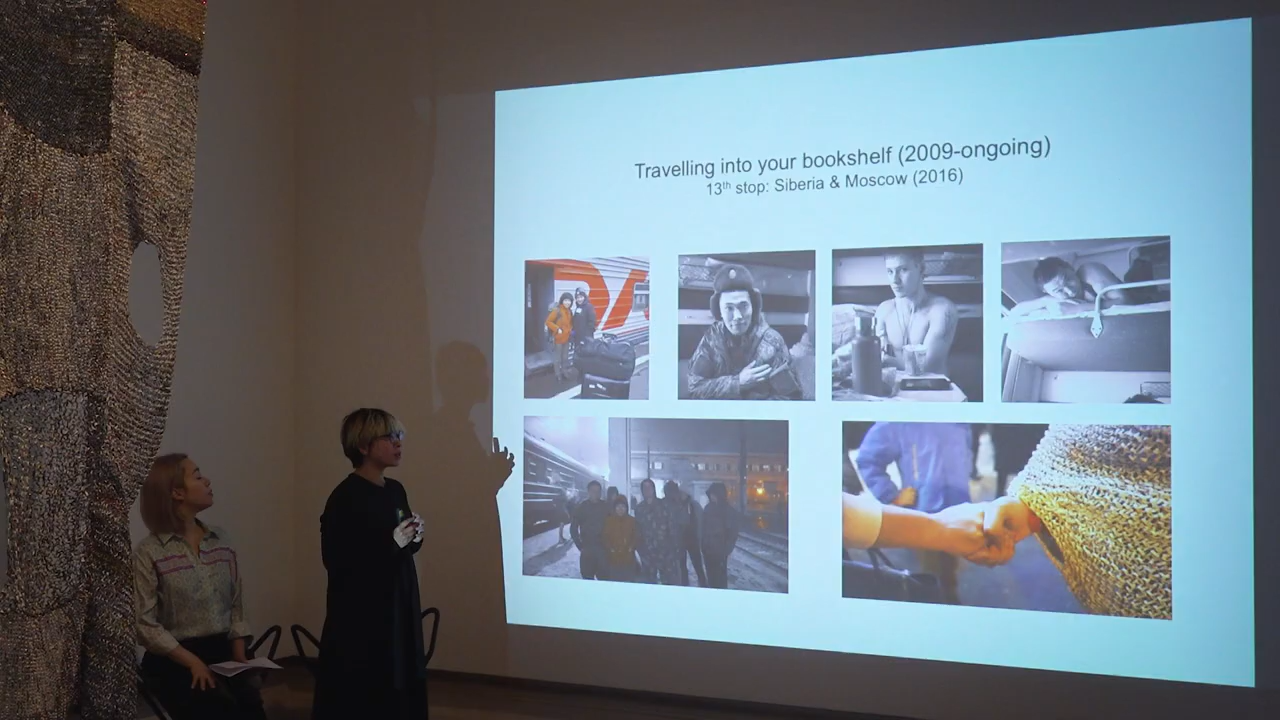 Travelling into your bookshelf (2009-ongoing)
13th stop: Siberia & Moscow (2016)